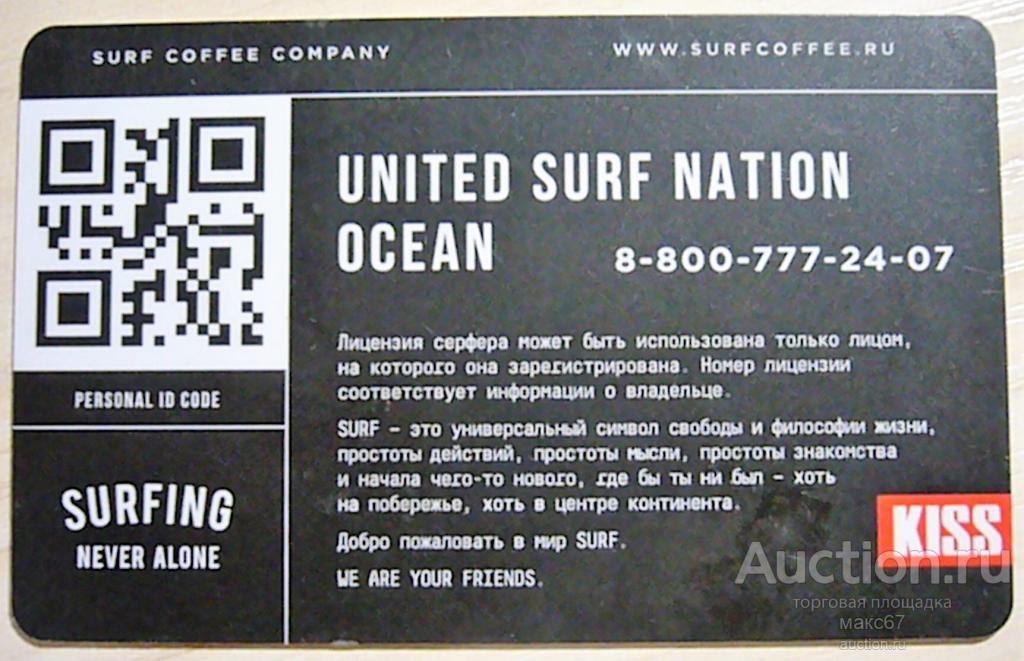 SURF COFFEE COMPANY
WWW.SURFCOFFEE.RU
UNITED SURF NATION
OCEAN
8-800-777-24-07
Лицензия серфера может быть использована только лицом,
на которого она зарегистрирована. Номер лицензии
соответствует информации о владельце.
SURF – это универсальный символ свободы и философии жизни,
простоты действий, простоты мысли, простоты знакомства
и начала чего-то нового, где бы ты ни был – хоть
на побережье, хоть в центре континента.
Добро пожаловать в мир SURF.
WE ARE YOUR FRIENDS.
PERSONAL ID CODE
SURFING
NEVER ALONE
KISS
Auction.ru
торговая площадка
макс67
auction.ru